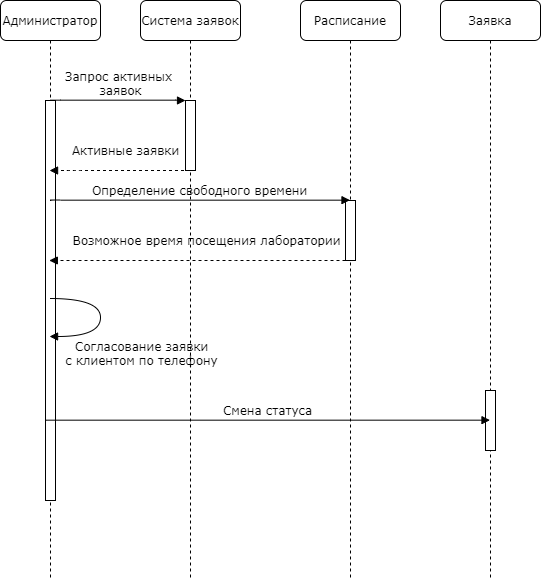 Администратор
Система заявок
Расписание
Заявка
Запрос активных
заявок
Активные заявки
Определение свободного времени
Возможное время посещения лаборатории
Согласование заявки
с клиентом по телефону
Смена статуса